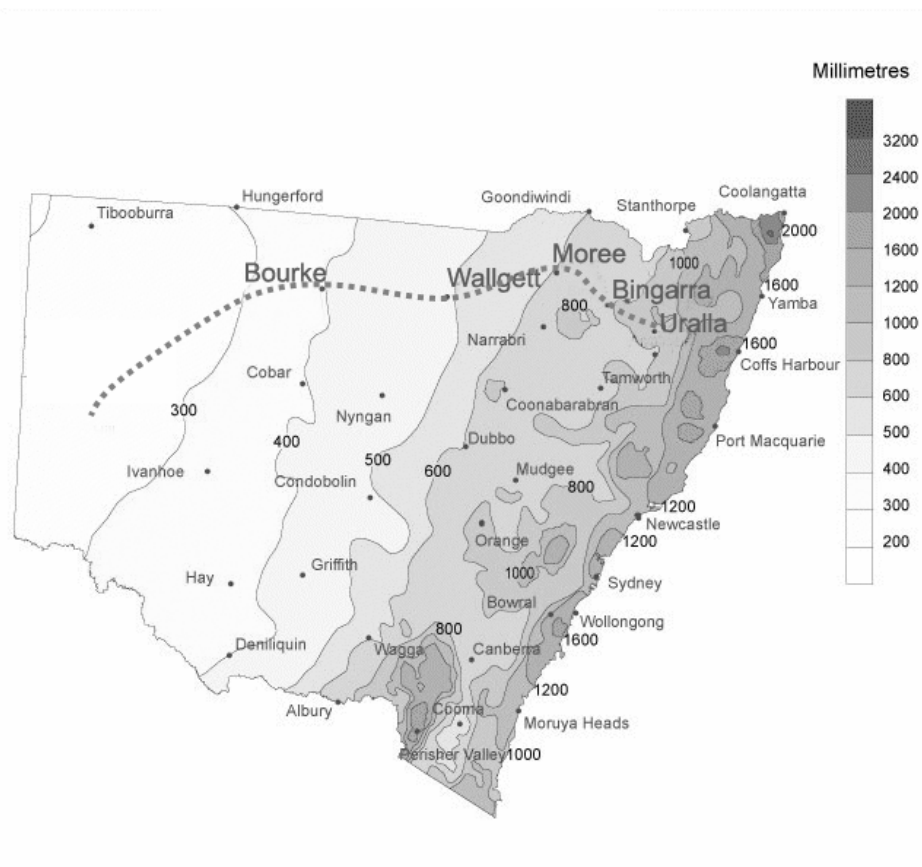 Millimetres
3200
2400
2000
1600
1200
1000
800
600
500
400
300
200
Hungerford
Tibooburra
Goondiwindi
Stanthorpe
Coolangatta
2000
Moree
1000
Bourke
Wallgett
Bingarra
1600
Yamba
800
Uralla
Narrabri
1600
Coffs Harbour
Cobar
Tamworth
300
Nyngan
Coonabarabran
400
Dubbo
Port Macquarie
500
600
Ivanhoe
Mudgee
Condobolin
800
1200
Newcastle
Orange
1200
Griffith
1000
Hay
Sydney
Bowral
Wollongong
800
1600
Deniliquin
Wagga
Canberra
1200
Albury
Cooma
Moruya Heads
Perisher Valley
1000